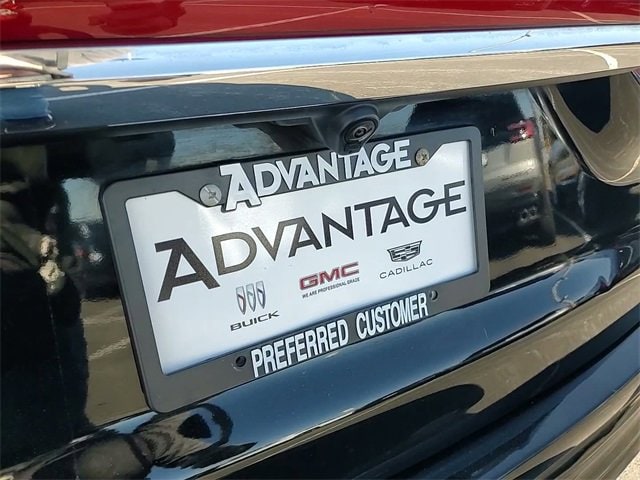 ADVANTAGE
ADVANTAGE
BUICK
GMC
WE ARE PROFESSIONAL GRADE
CADILLAC
PREFERRED CUSTOMER